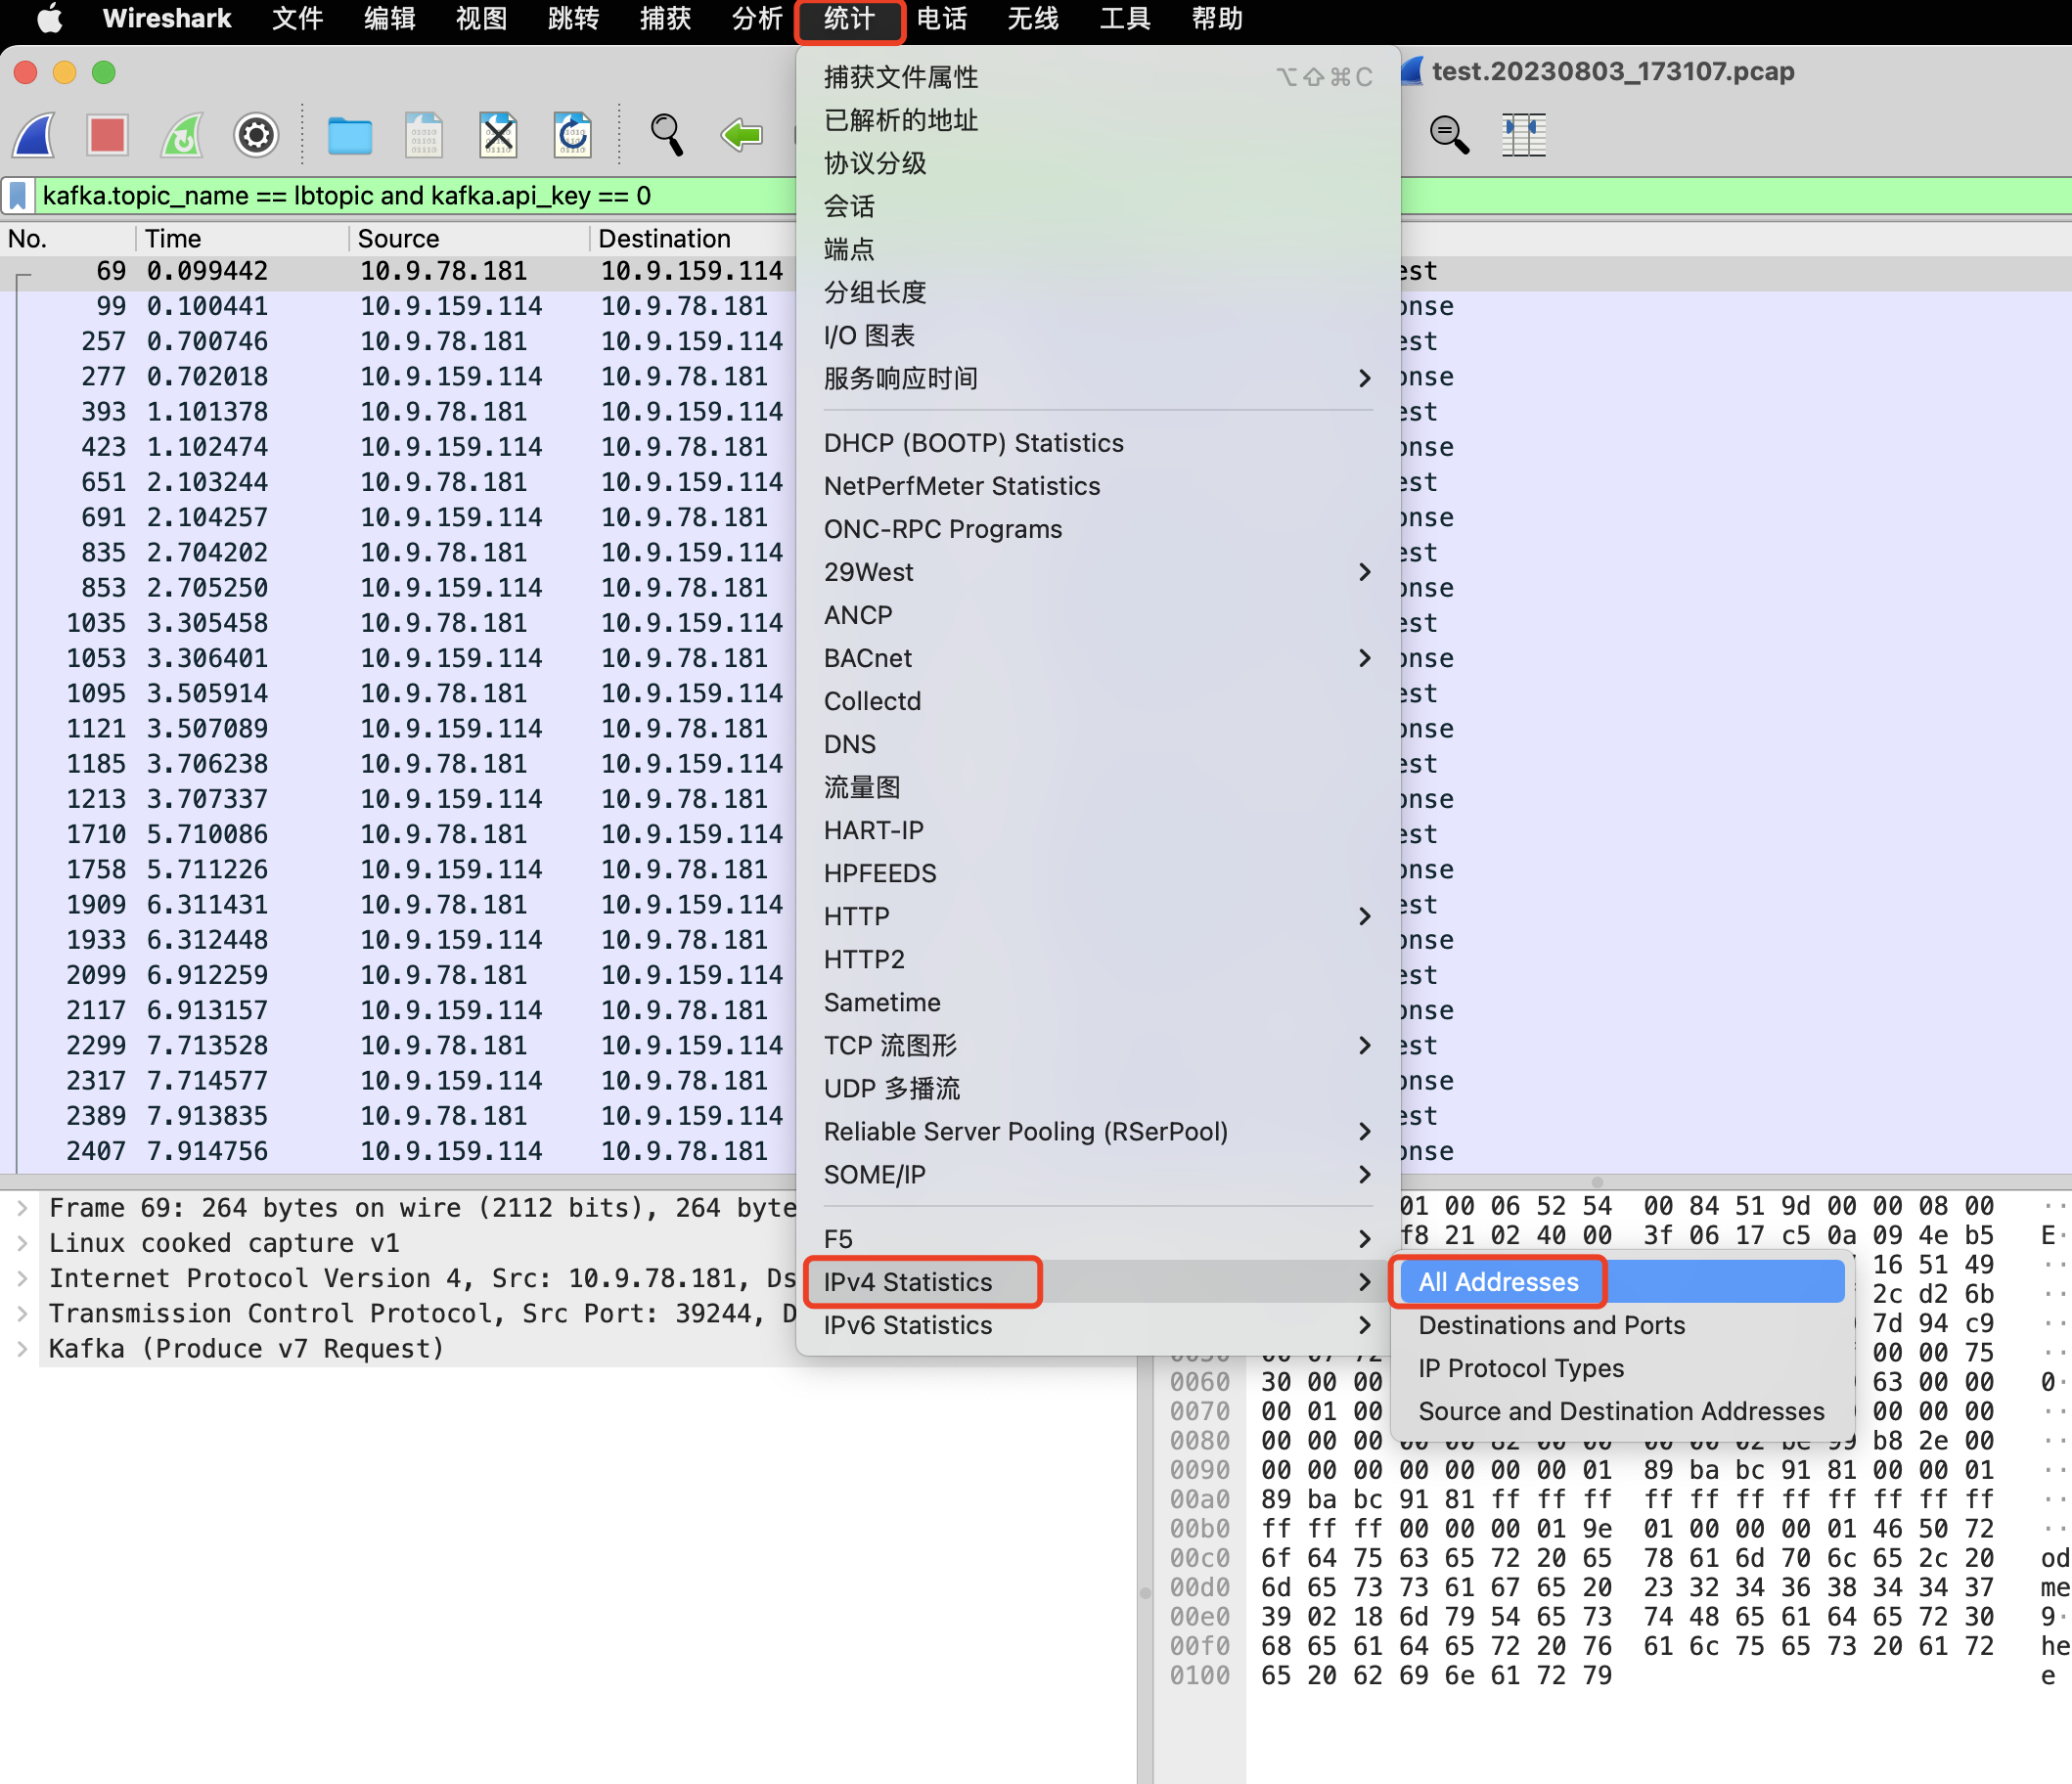 Wireshark 文件 编辑 视图 跳转 捕获 分析 统计 电话 无线 工具 帮助
test.20230803_173107.pcap
kafka.topic_name == lbtopic and kafka.api_key == 0
No. Time Source Destination
69 0.099442 10.9.78.181 10.9.159.114 est
99 0.100441 10.9.159.114 10.9.78.181 onse
257 0.700746 10.9.78.181 10.9.159.114 est
277 0.702018 10.9.159.114 10.9.78.181 onse
393 1.101378 10.9.78.181 10.9.159.114 est
423 1.102474 10.9.159.114 10.9.78.181 onse
651 2.103244 10.9.78.181 10.9.159.114 est
691 2.104257 10.9.159.114 10.9.78.181 onse
835 2.704202 10.9.78.181 10.9.159.114 est
853 2.705250 10.9.159.114 10.9.78.181 onse
1035 3.305458 10.9.78.181 10.9.159.114 est
1053 3.306401 10.9.159.114 10.9.78.181 onse
1095 3.505914 10.9.78.181 10.9.159.114 est
1121 3.507089 10.9.159.114 10.9.78.181 onse
1185 3.706238 10.9.78.181 10.9.159.114 est
1213 3.707337 10.9.159.114 10.9.78.181 onse
1710 5.710086 10.9.78.181 10.9.159.114 est
1758 5.711226 10.9.159.114 10.9.78.181 onse
1909 6.311431 10.9.78.181 10.9.159.114 est
1933 6.312448 10.9.159.114 10.9.78.181 onse
2099 6.912259 10.9.78.181 10.9.159.114 est
2117 6.913157 10.9.159.114 10.9.78.181 onse
2299 7.713528 10.9.78.181 10.9.159.114 est
2317 7.714577 10.9.159.114 10.9.78.181 onse
2389 7.913835 10.9.78.181 10.9.159.114 est
2407 7.914756 10.9.159.114 10.9.78.181 onse
捕获文件属性 ⌥⇧⌘C
已解析的地址
协议分级
会话
端点
分组长度
I/O 图表
服务响应时间
DHCP (BOOTP) Statistics
NetPerfMeter Statistics
ONC-RPC Programs
29West
ANCP
BACnet
Collectd
DNS
流量图
HART-IP
HPFEEDS
HTTP
HTTP2
Sametime
TCP 流图形
UDP 多播流
Reliable Server Pooling (RSerPool)
SOME/IP
F5
IPv4 Statistics
IPv6 Statistics
All Addresses
Destinations and Ports
IP Protocol Types
Source and Destination Addresses
Frame 69: 264 bytes on wire (2112 bits), 264 byte
Linux cooked capture v1
Internet Protocol Version 4, Src: 10.9.78.181, Ds
Transmission Control Protocol, Src Port: 39244, D
Kafka (Produce v7 Request)
01 00 06 52 54 00 84 51 9d 00 00 08 00 ··
f8 21 02 40 00 3f 06 17 c5 0a 09 4e b5 E·
16 51 49 ··
2c d2 6b ··
7d 94 c9 ··
00 00 75 ··
0060 30 00 00 63 00 00 0·
0070 00 01 00 00 00 00 ··
0080 00 00 00 00 00 82 00 00 00 00 02 be 99 b8 2e 00 ··
0090 00 00 00 00 00 00 00 01 89 ba bc 91 81 00 00 01 ··
00a0 89 ba bc 91 81 ff ff ff ff ff ff ff ff ff ff ff ··
00b0 ff ff ff 00 00 00 01 9e 01 00 00 00 01 46 50 72 ··
00c0 6f 64 75 63 65 72 20 65 78 61 6d 70 6c 65 2c 20 od
00d0 6d 65 73 73 61 67 65 20 23 32 34 36 38 34 34 37 me
00e0 39 02 18 6d 79 54 65 73 74 48 65 61 64 65 72 30 9·
00f0 68 65 61 64 65 72 20 76 61 6c 75 65 73 20 61 72 he
0100 65 20 62 69 6e 61 72 79 e